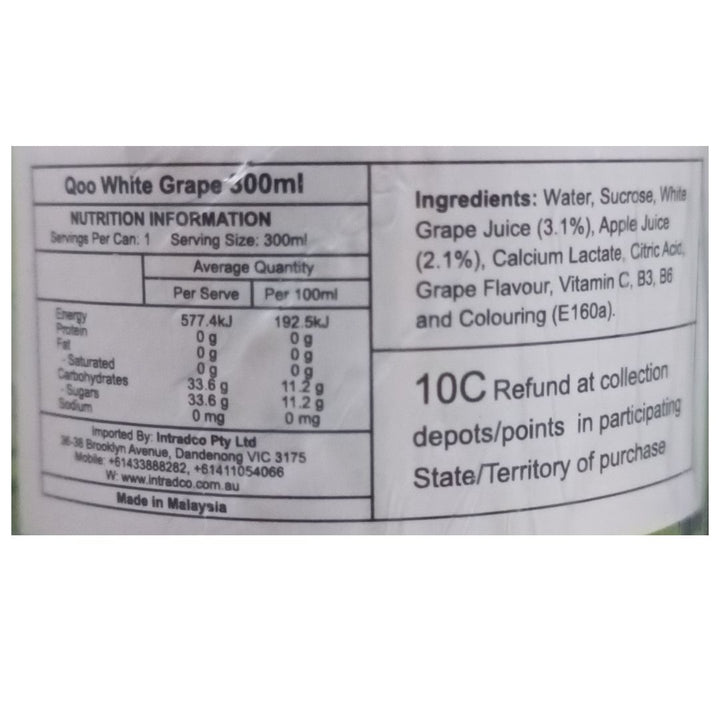 Qoo White Grape 300ml
NUTRITION INFORMATION
Servings Per Can: 1 Serving Size: 300ml
Average Quantity
Per Serve Per 100ml
Energy 577.4kJ 192.5kJ
Protein 0 g 0 g
Fat 0 g 0 g
- Saturated 0 g 0 g
Carbohydrates 33.6 g 11.2 g
- Sugars 33.6 g 11.2 g
Sodium 0 mg 0 mg
Imported By: Intradco Pty Ltd
36-38 Brooklyn Avenue, Dandenong VIC 3175
Mobile: +61433888282, +61411054066
W: www.intradco.com.au
Made in Malaysia
Ingredients: Water, Sucrose, White
Grape Juice (3.1%), Apple Juice
(2.1%), Calcium Lactate, Citric Acid,
Grape Flavour, Vitamin C, B3, B6
and Colouring (E160a).
10C Refund at collection
depots/points in participating
State/Territory of purchase